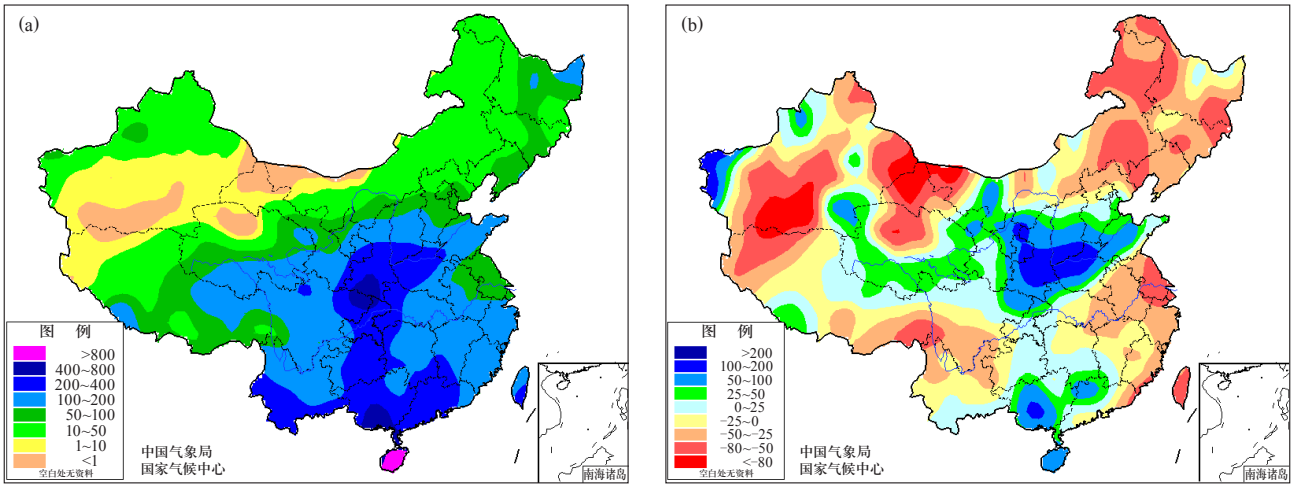 (a)
图 例
>800
400~800
200~400
100~200
50~100
10~50
1~10
<1
空白处无资料
中国气象局
国家气候中心
南海诸岛
(b)
图 例
>200
100~200
50~100
25~50
0~25
−25~0
−50~−25
−80~−50
<−80
空白处无资料
中国气象局
国家气候中心
南海诸岛